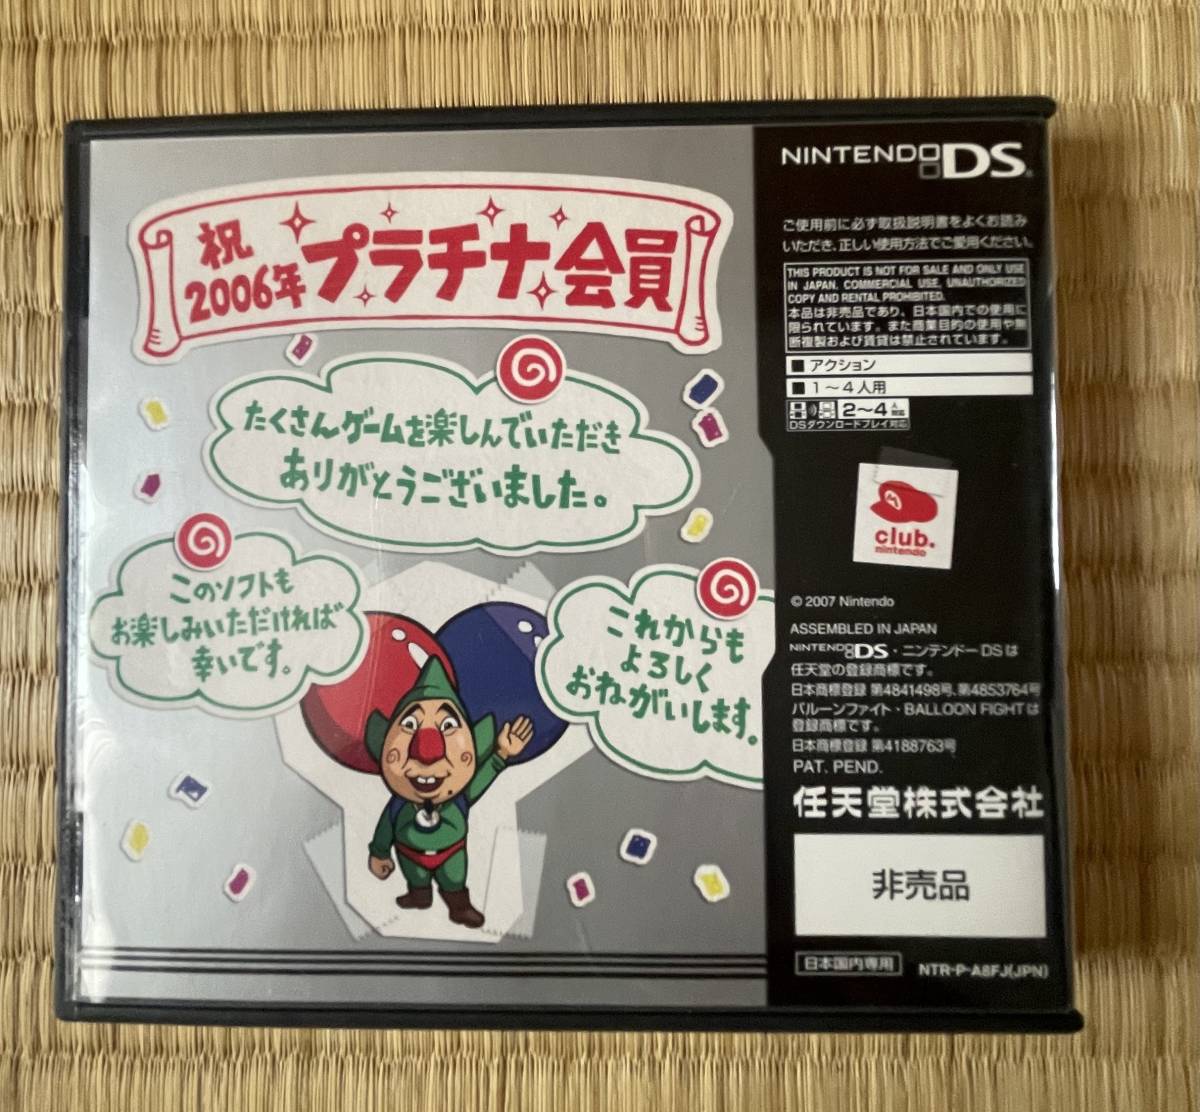 祝
2006年
プラチナ会員
たくさんゲームを楽しんでいただき
ありがとうございました。
このソフトも
お楽しみいただければ
幸いです。
これからも
よろしく
おねがいします。
NINTENDO DS®
ご使用前に必ず取扱説明書をよくお読み
いただき、正しい使用方法でご愛用ください。
THIS PRODUCT IS NOT FOR SALE AND ONLY USE
IN JAPAN. COMMERCIAL USE, UNAUTHORIZED
COPY AND RENTAL PROHIBITED.
本品は非売品であり、日本国内での使用に
限られています。また商業目的の使用や無
断複製および賃貸は禁止されています。
■ アクション
■ 1～4人用
2～4人対応
DSダウンロードプレイ対応
M
club.
nintendo
© 2007 Nintendo
ASSEMBLED IN JAPAN
NINTENDO DS・ニンテンドーDSは
任天堂の登録商標です。
日本商標登録 第4841498号、第4853764号
バルーンファイト・BALLOON FIGHTは
登録商標です。
日本商標登録 第4188763号
PAT. PEND.
任天堂株式会社
非売品
日本国内専用
NTR-P-A8FJ(JPN)